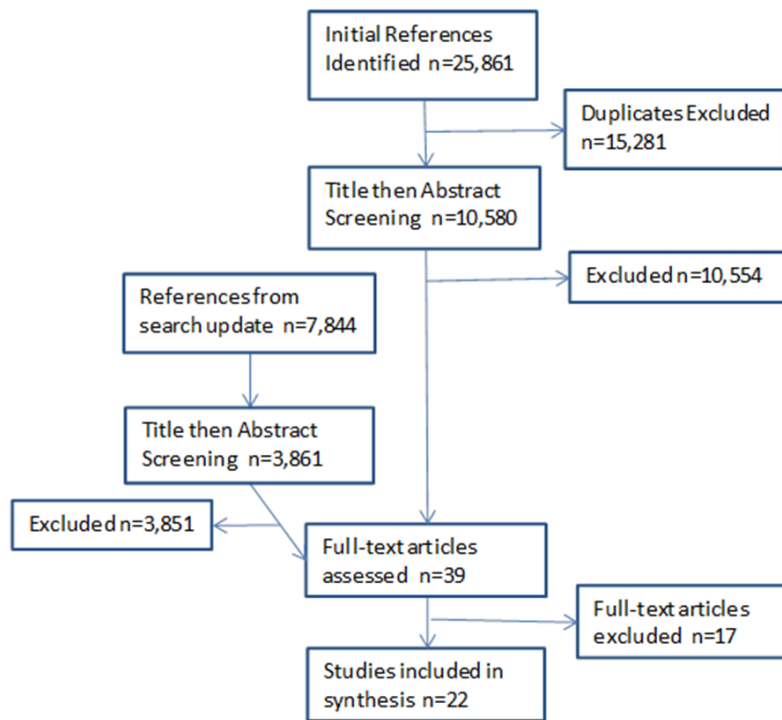 Initial References
Identified n=25,861
Duplicates Excluded
n=15,281
Title then Abstract
Screening n=10,580
Excluded n=10,554
References from
search update n=7,844
Title then Abstract
Screening n=3,861
Excluded n=3,851
Full-text articles
assessed n=39
Full-text articles
excluded n=17
Studies included in
synthesis n=22